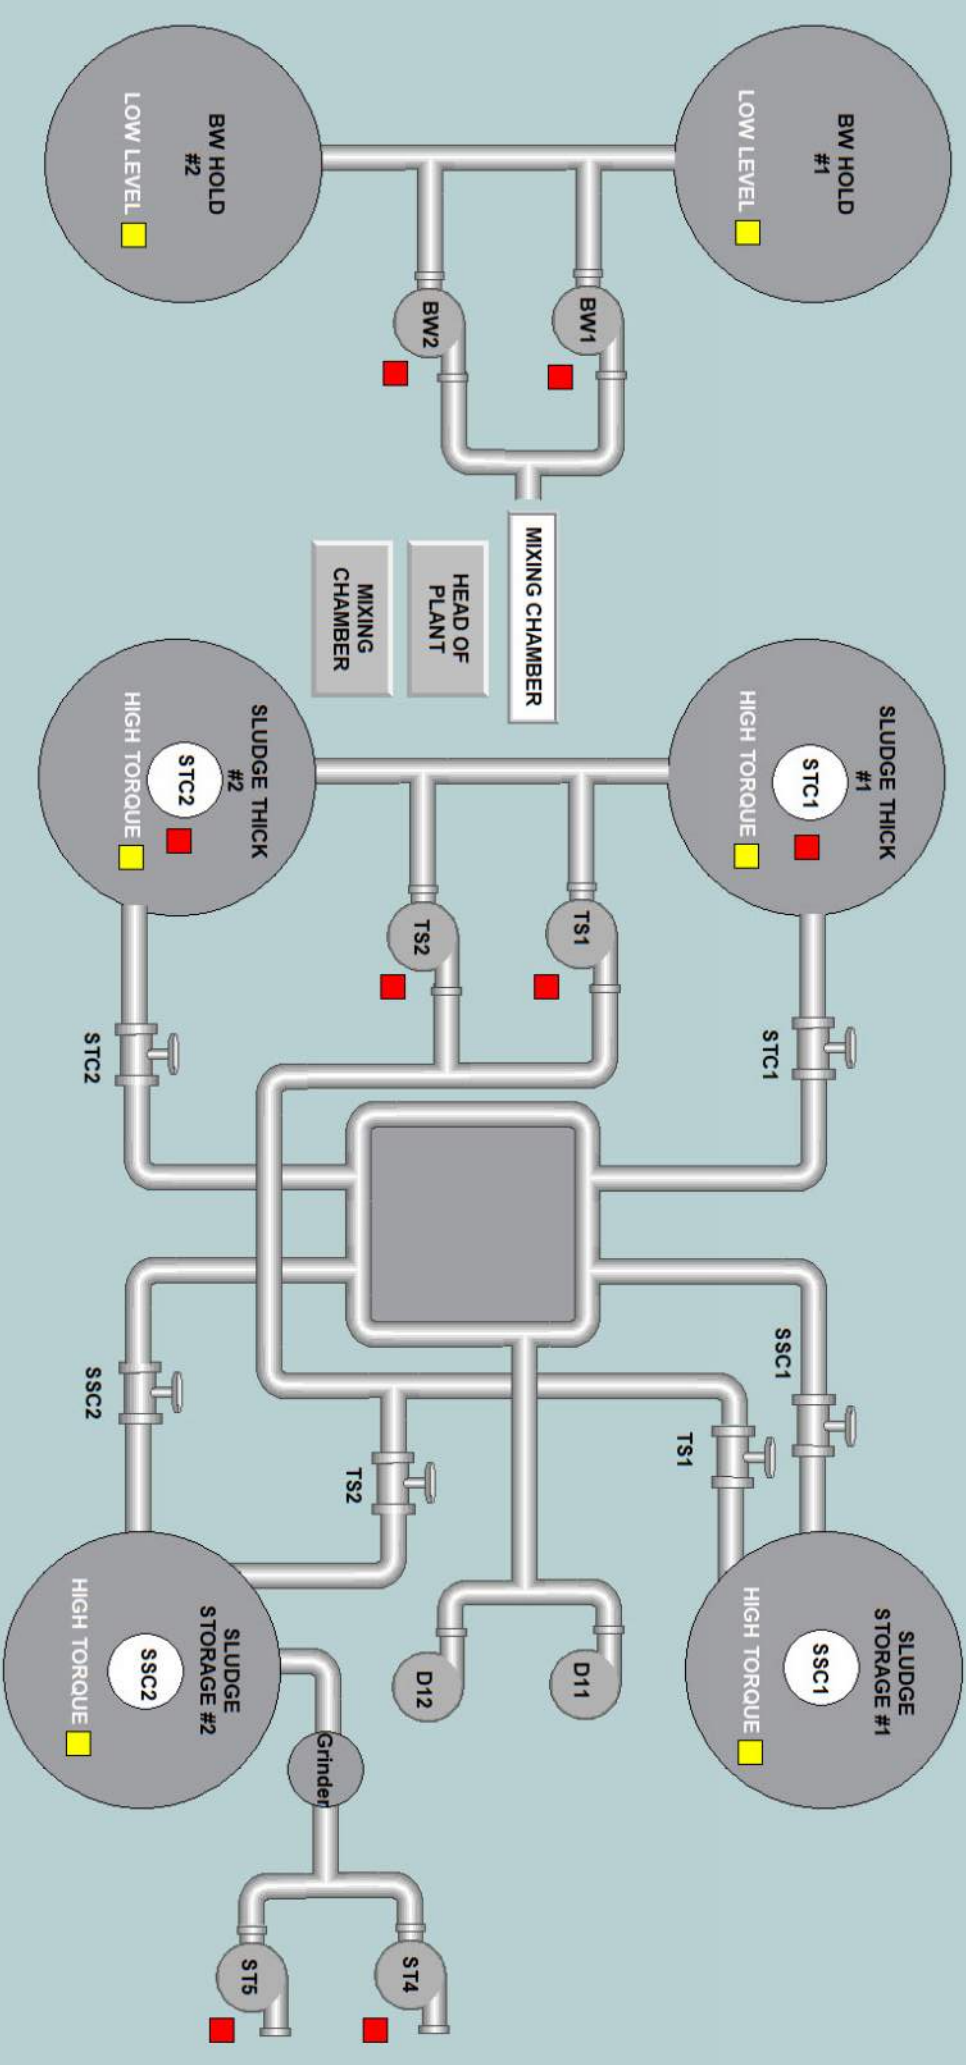 BW HOLD
#1
LOW LEVEL
BW HOLD
#2
LOW LEVEL
BW1
BW2
MIXING CHAMBER
HEAD OF
PLANT
MIXING
CHAMBER
SLUDGE THICK
#1
STC1
HIGH TORQUE
SLUDGE THICK
#2
STC2
HIGH TORQUE
TS1
TS2
STC1
STC2
SSC1
SSC2
TS1
TS2
SLUDGE
STORAGE #1
SSC1
HIGH TORQUE
SLUDGE
STORAGE #2
SSC2
HIGH TORQUE
D11
D12
Grinder
ST4
ST5